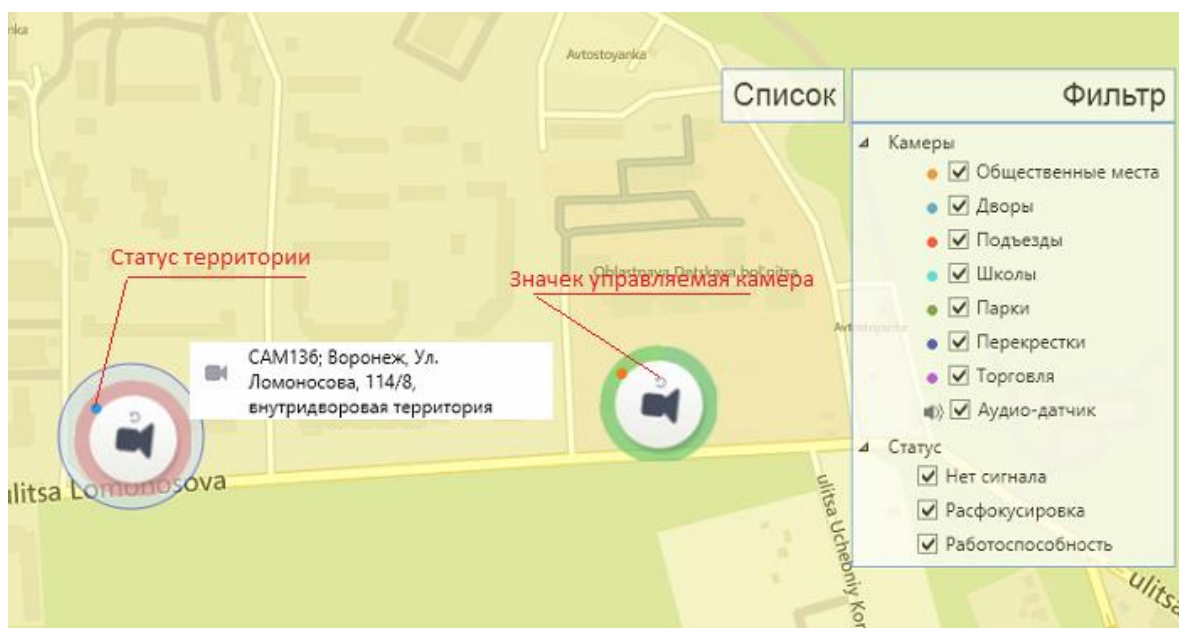 nka
Avtostoyanka
Список
Фильтр
Камеры
Общественные места
Дворы
Подъезды
Школы
Парки
Перекрестки
Торговля
Аудио-датчик
Статус
Нет сигнала
Расфокусировка
Работоспособность
Статус территории
Oblastnaya Detskaya bol'nitsa
Значек управляемая камера
Avtostoyanka
CAM136; Воронеж, Ул.
Ломоносова, 114/8,
внутридворовая территория
ulitsa Lomonosova
ulitsa Uchebniy Kor
ulitsa